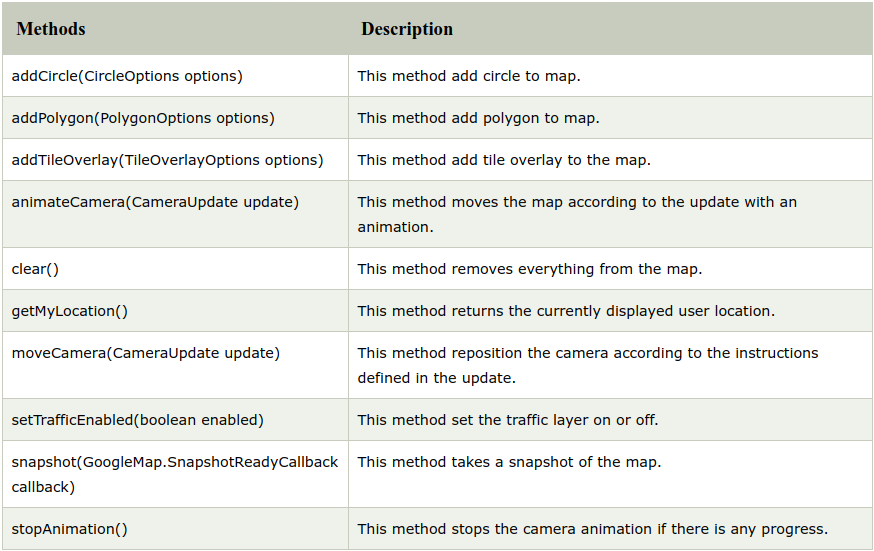 Methods Description
addCircle(CircleOptions options) This method add circle to map.
addPolygon(PolygonOptions options) This method add polygon to map.
addTileOverlay(TileOverlayOptions options) This method add tile overlay to the map.
animateCamera(CameraUpdate update) This method moves the map according to the update with an
animation.
clear() This method removes everything from the map.
getMyLocation() This method returns the currently displayed user location.
moveCamera(CameraUpdate update) This method reposition the camera according to the instructions
defined in the update.
setTrafficEnabled(boolean enabled) This method set the traffic layer on or off.
snapshot(GoogleMap.SnapshotReadyCallback This method takes a snapshot of the map.
callback)
stopAnimation() This method stops the camera animation if there is any progress.